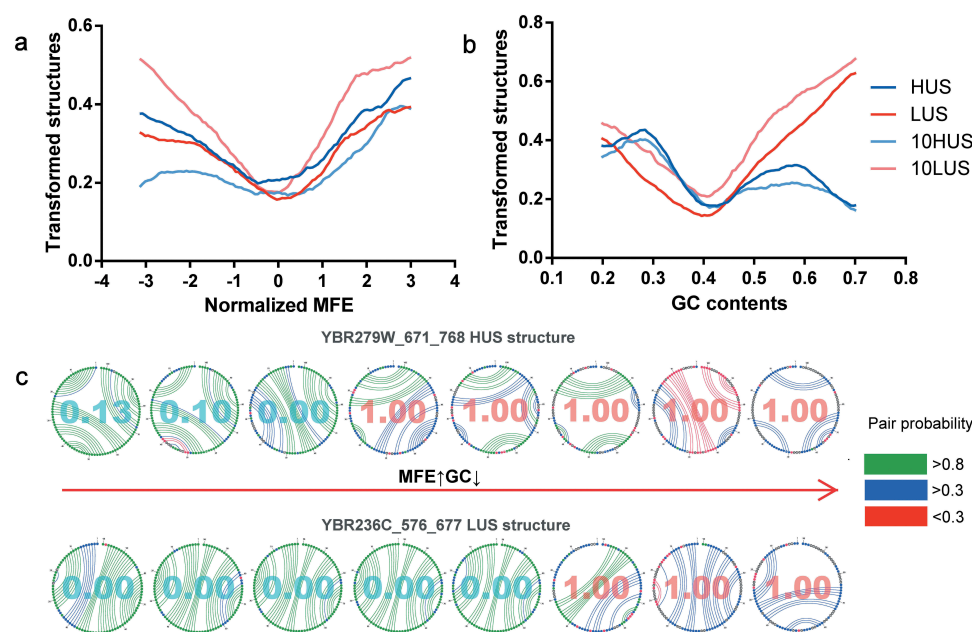 a
Transformed structures
0.6
0.4
0.2
0.0
-4 -3 -2 -1 0 1 2 3 4
Normalized MFE
b
Transformed structures
0.8
0.6
0.4
0.2
0.0
0.1 0.2 0.3 0.4 0.5 0.6 0.7 0.8
GC contents
HUS
LUS
10HUS
10LUS
YBR279W_671_768 HUS structure
c
0.13 0.10 0.00 1.00 1.00 1.00 1.00 1.00
MFE↑GC↓
YBR236C_576_677 LUS structure
0.00 0.00 0.00 0.00 0.00 1.00 1.00 1.00
Pair probability
>0.8
>0.3
<0.3